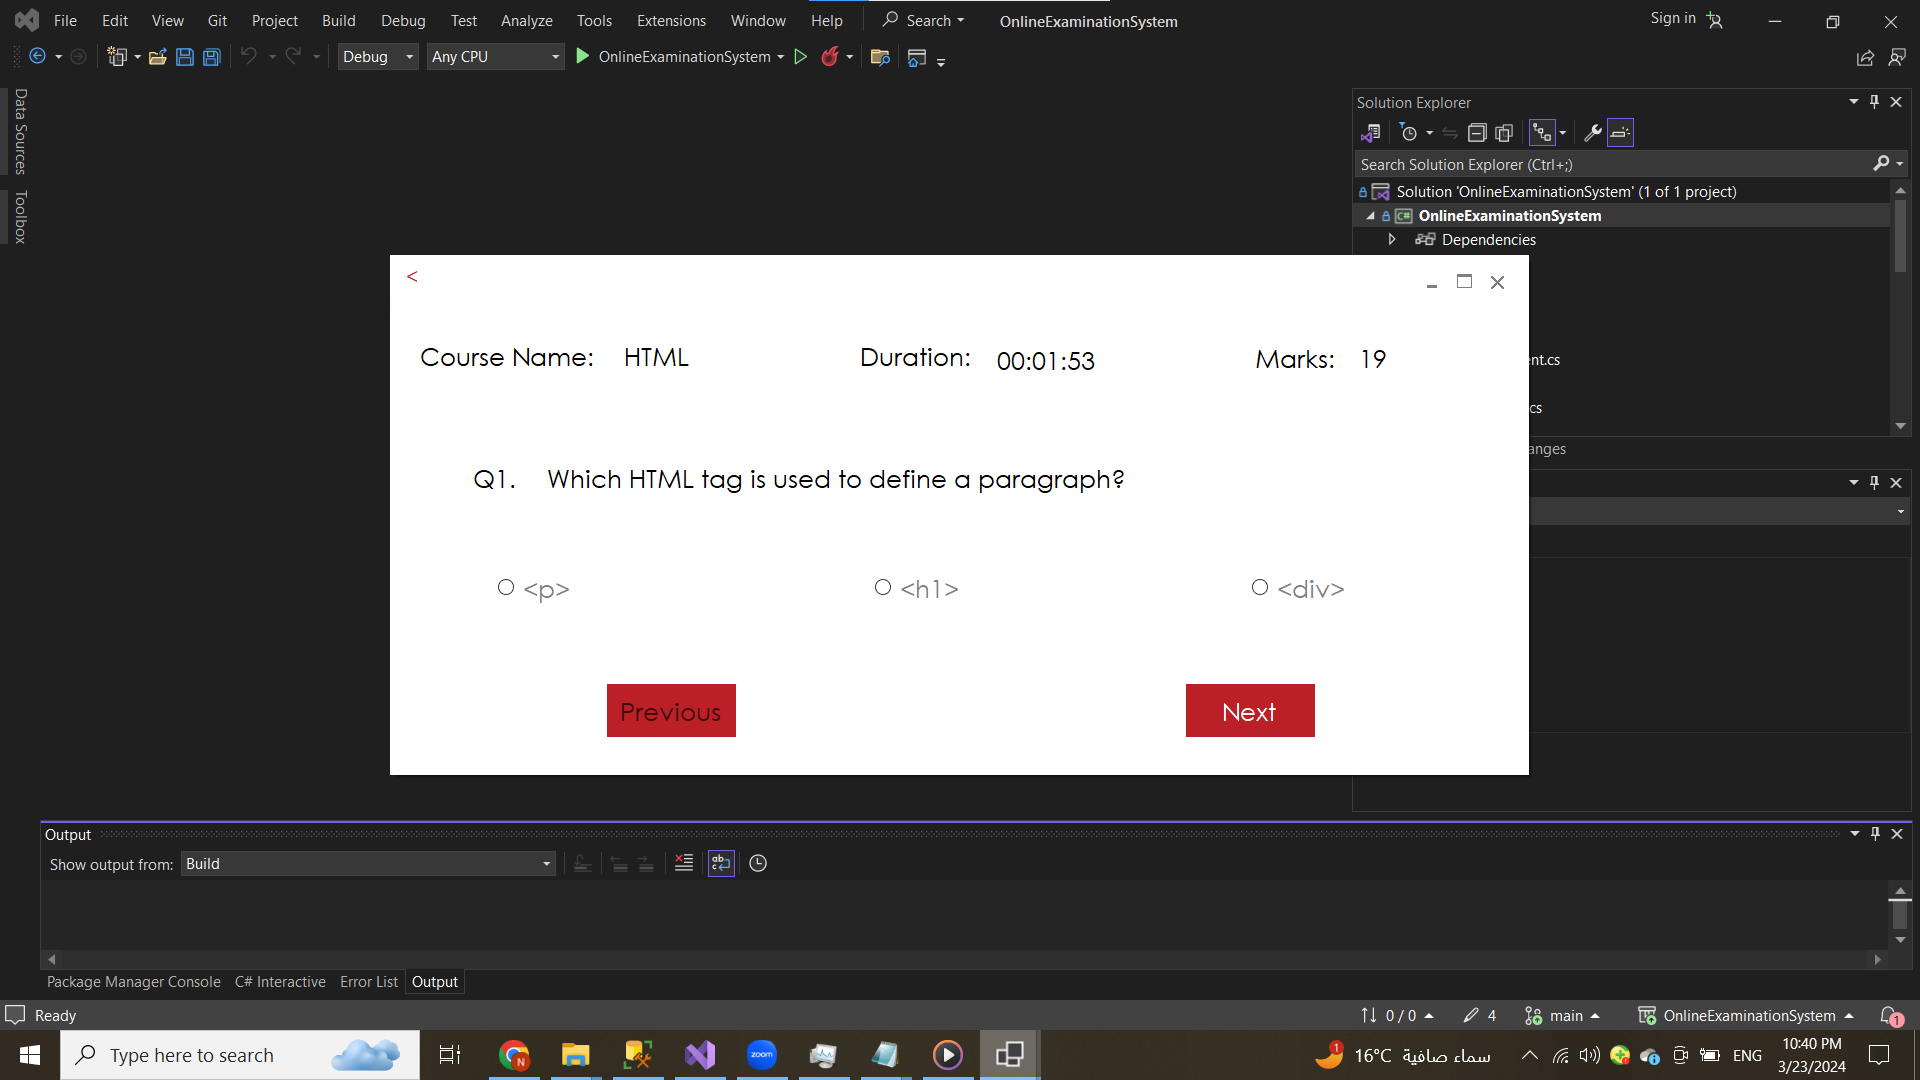 File Edit View Git Project Build Debug Test Analyze Tools Extensions Window Help Search OnlineExaminationSystem Sign in
Debug Any CPU OnlineExaminationSystem
Data Sources
Toolbox
Solution Explorer
Search Solution Explorer (Ctrl+;)
Solution 'OnlineExaminationSystem' (1 of 1 project)
C# OnlineExaminationSystem
Dependencies
ent.cs
cs
anges
<
Course Name: HTML Duration: 00:01:53 Marks: 19
Q1. Which HTML tag is used to define a paragraph?
<p> <h1> <div>
Previous Next
Output
Show output from: Build
Package Manager Console C# Interactive Error List Output
Ready 0 / 0 4 main OnlineExaminationSystem 1
Type here to search zoom 1 16°C سماء صافية ENG 10:40 PM
3/23/2024